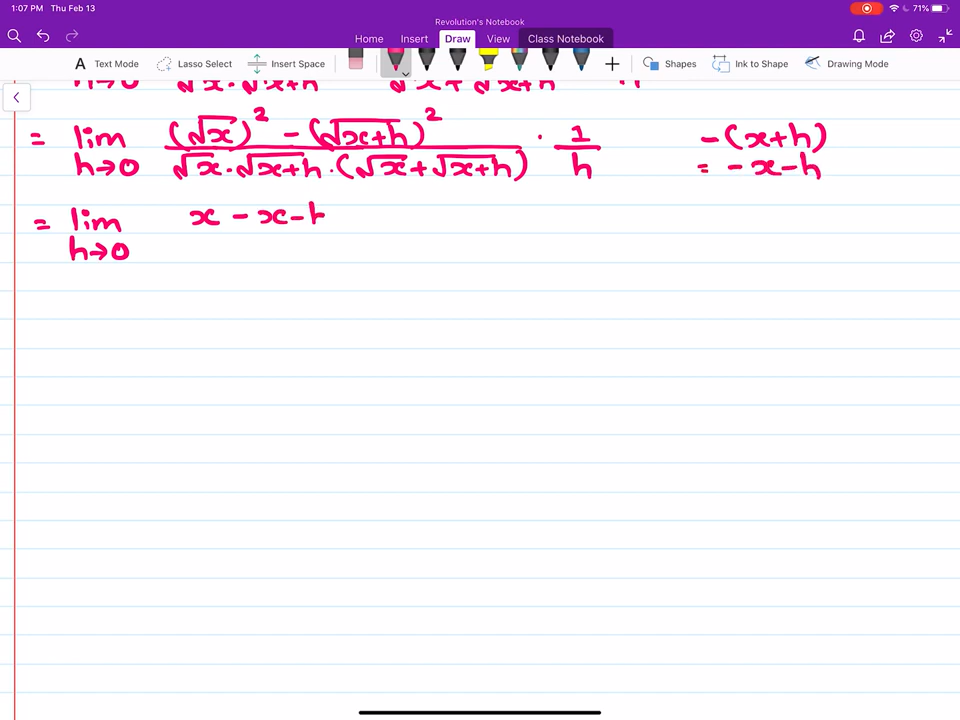 1:07 PM Thu Feb 13
71%
Revolution's Notebook
Home Insert Draw View Class Notebook
A Text Mode Lasso Select Insert Space Shapes Ink to Shape Drawing Mode
h→0 √x·√x+h √x+√x+h h
= lim (√x)² - (√x+h)² · 1 -(x+h)
h→0 √x·√x+h·(√x+√x+h) h = -x-h
= lim x - x - h
h→0